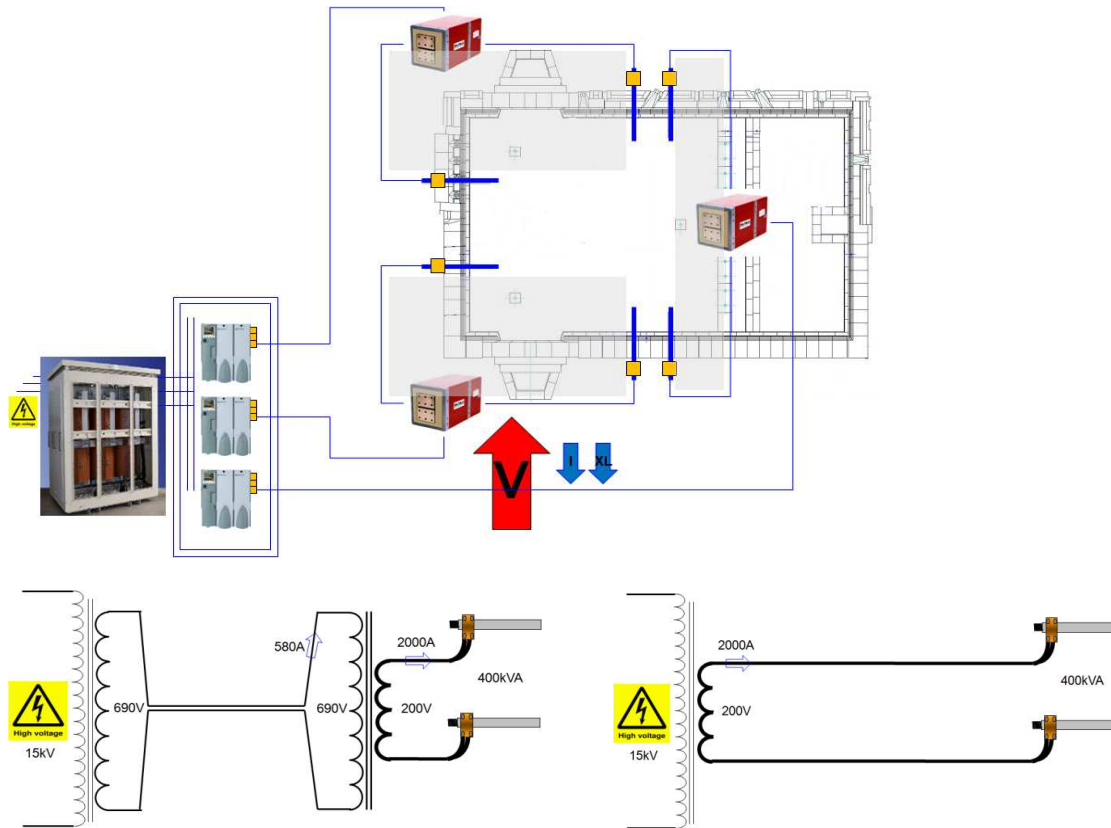 High voltage
V
I
XL
580A
2000A
400kVA
690V
690V
200V
High voltage
15kV
2000A
400kVA
200V
High voltage
15kV